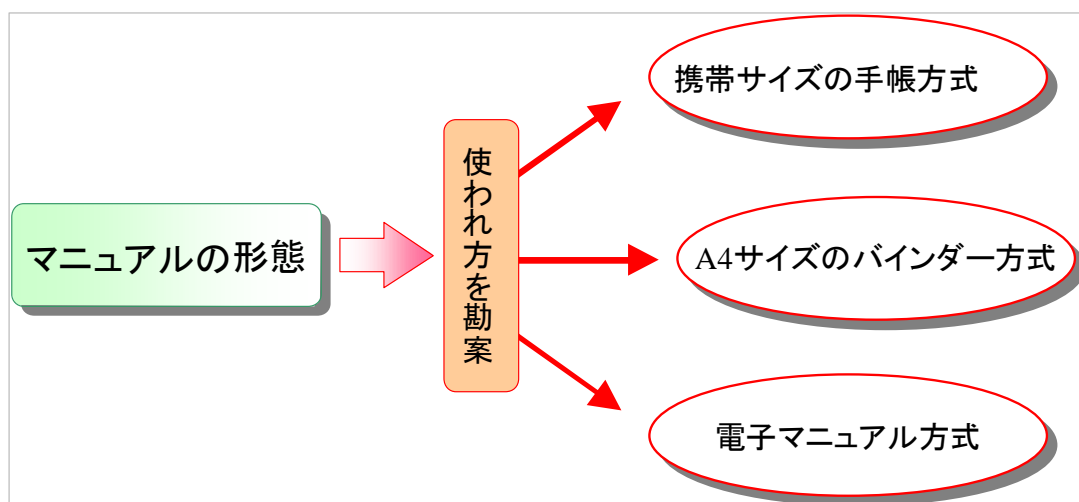 マニュアルの形態
使われ方を勘案
携帯サイズの手帳方式
A4サイズのバインダー方式
電子マニュアル方式